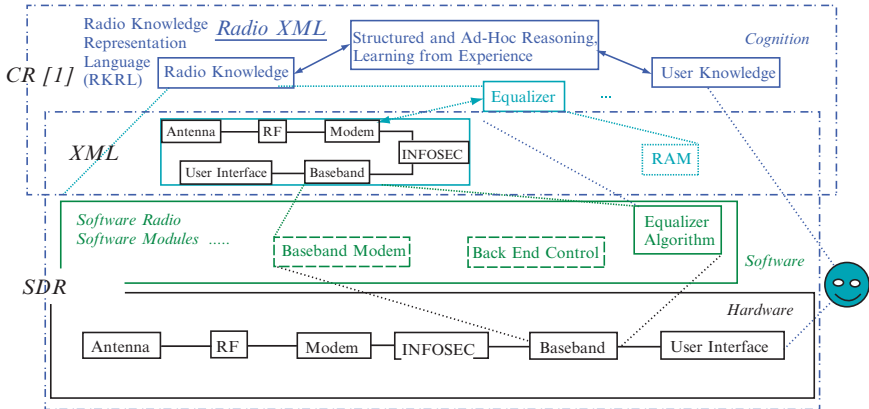 Radio Knowledge
Representation
Language
(RKRL)
Radio XML
Structured and Ad-Hoc Reasoning,
Learning from Experience
Cognition
CR [1]
Radio Knowledge
User Knowledge
Equalizer
...
XML
Antenna
RF
Modem
INFOSEC
User Interface
Baseband
RAM
Software Radio
Software Modules .....
Equalizer
Algorithm
Baseband Modem
Back End Control
Software
SDR
Hardware
Antenna
RF
Modem
INFOSEC
Baseband
User Interface